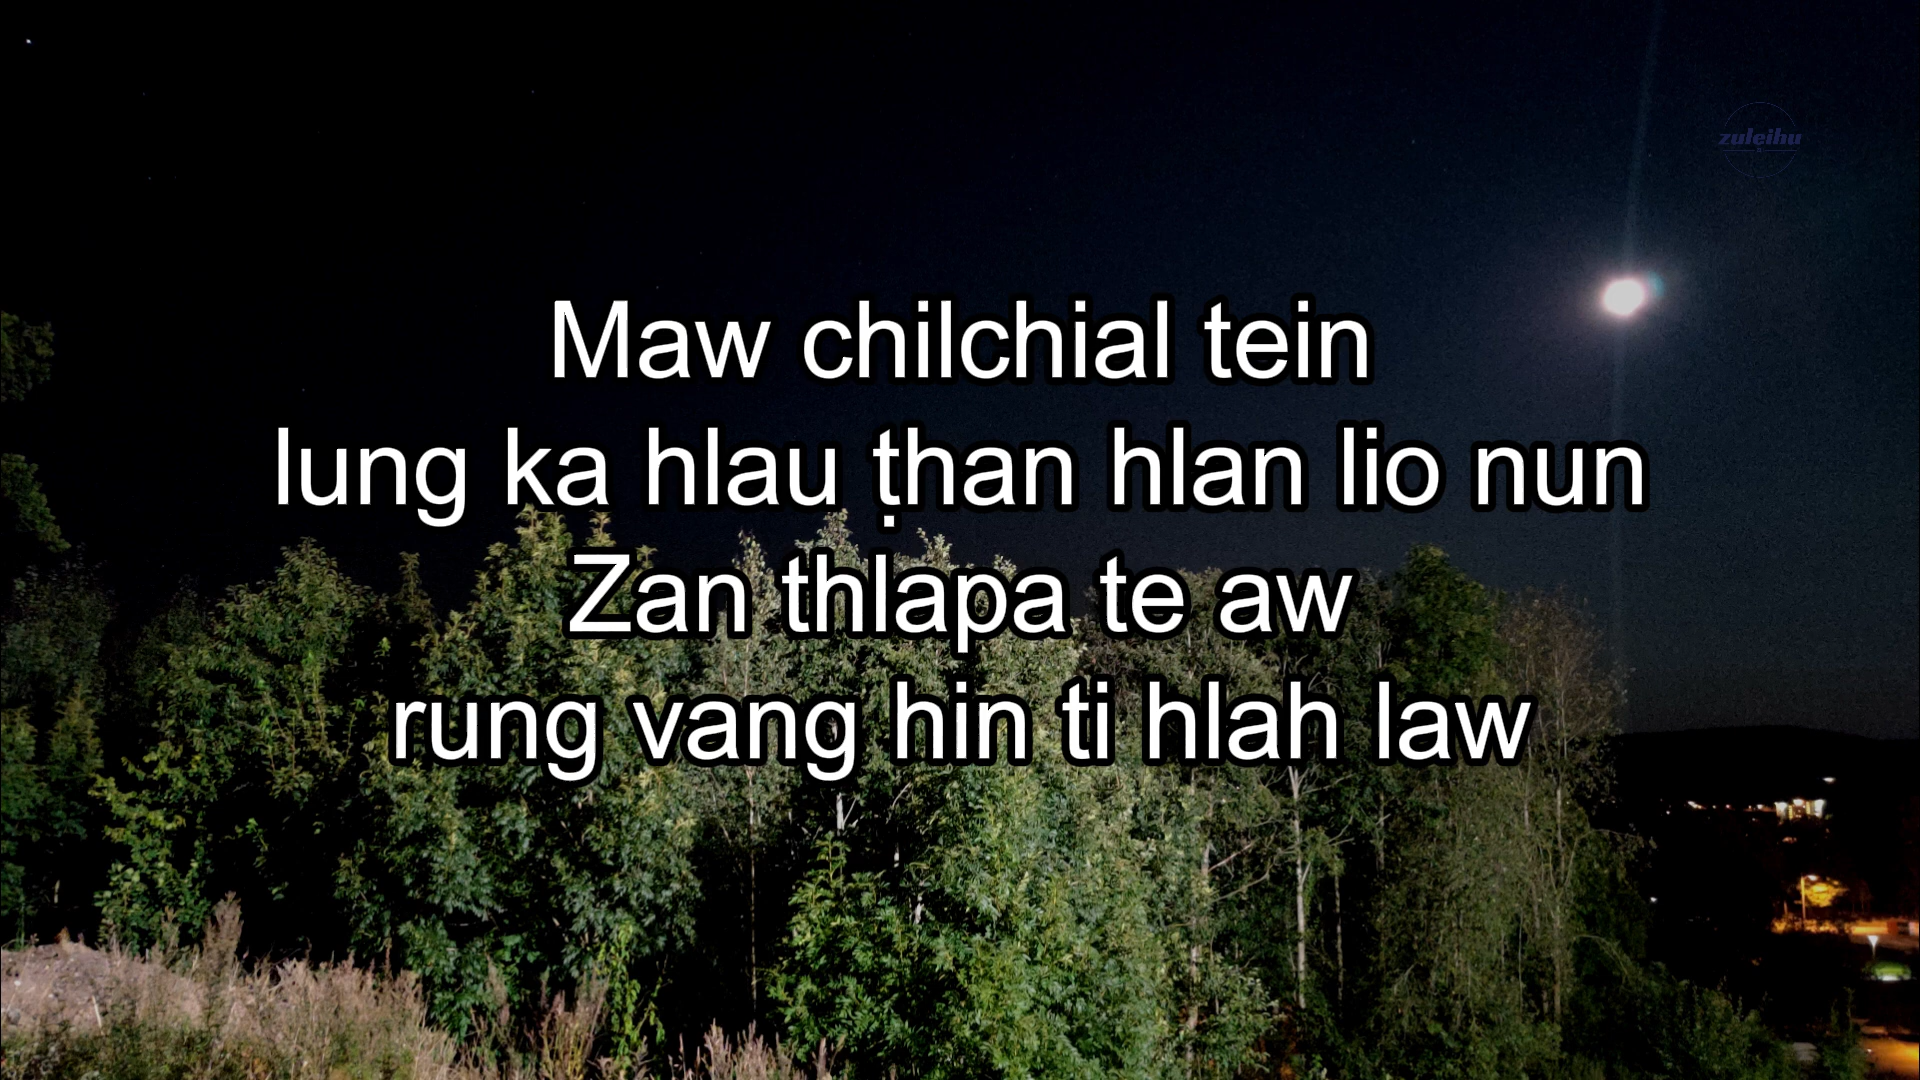 zuleihu
Maw chilchial tein
lung ka hlau ṭhan hlan lio nun
Zan thlapa te aw
rung vang hin ti hlah law